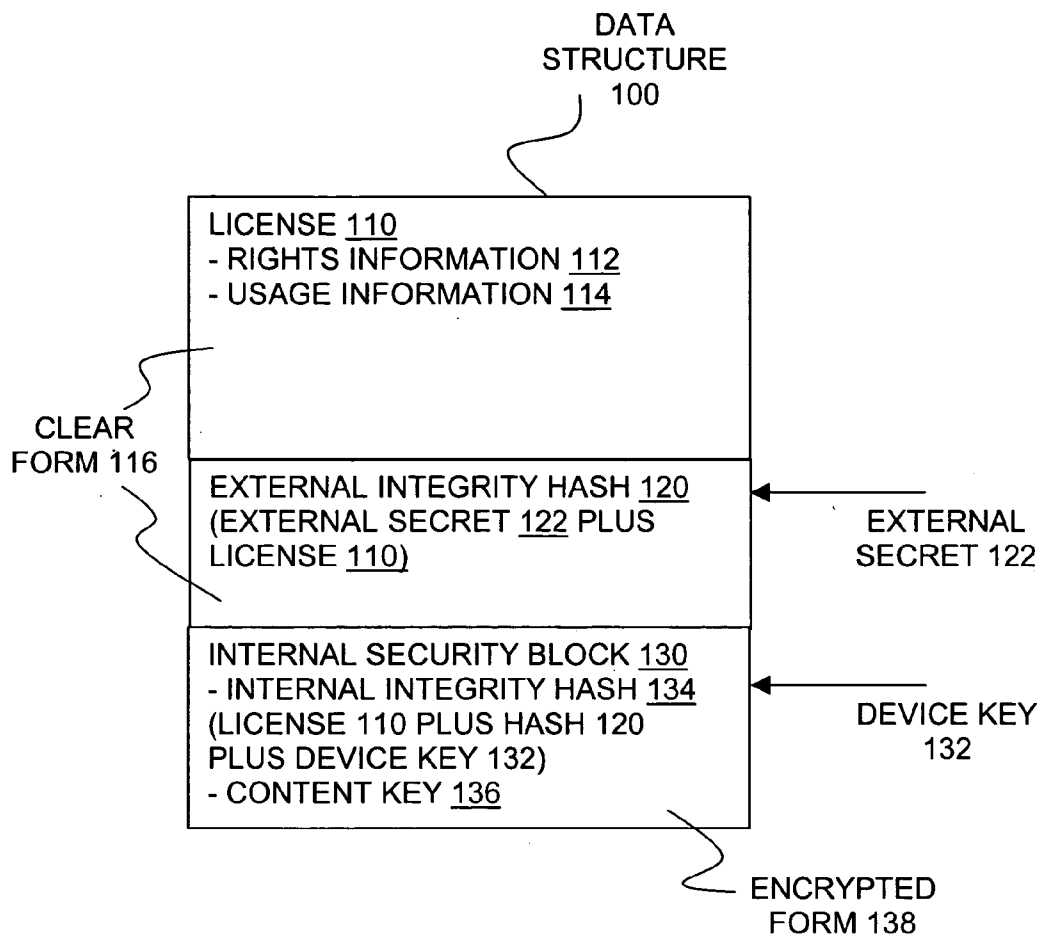 DATA
STRUCTURE
100
LICENSE 110
- RIGHTS INFORMATION 112
- USAGE INFORMATION 114
CLEAR
FORM 116
EXTERNAL INTEGRITY HASH 120
(EXTERNAL SECRET 122 PLUS
LICENSE 110)
EXTERNAL
SECRET 122
INTERNAL SECURITY BLOCK 130
- INTERNAL INTEGRITY HASH 134
(LICENSE 110 PLUS HASH 120
PLUS DEVICE KEY 132)
- CONTENT KEY 136
DEVICE KEY
132
ENCRYPTED
FORM 138